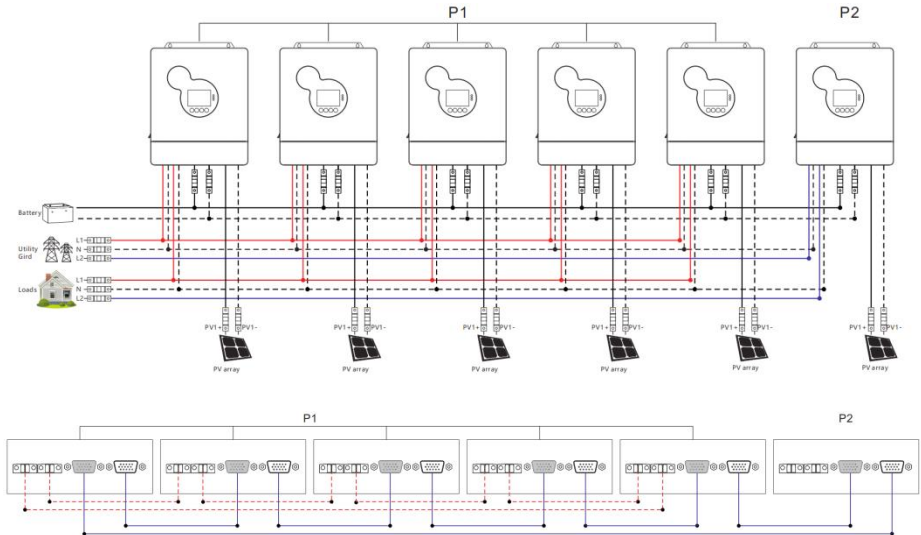 P1 P2
Battery
L1
Utility N
Gird L2
L1
Loads N
L2
PV1+ PV1- PV1+ PV1- PV1+ PV1- PV1+ PV1- PV1+ PV1- PV1+ PV1-
PV array PV array PV array PV array PV array PV array
P1 P2